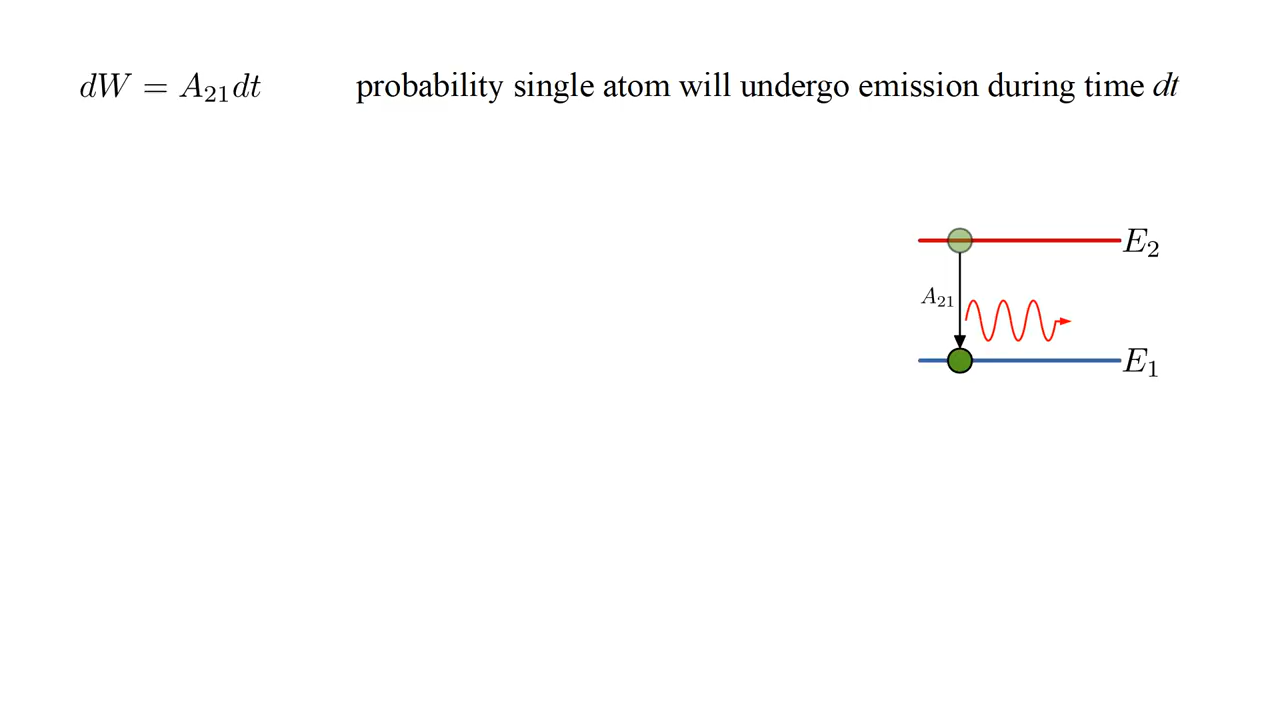 dW = A₂₁dt probability single atom will undergo emission during time dt
E₂
A₂₁
E₁